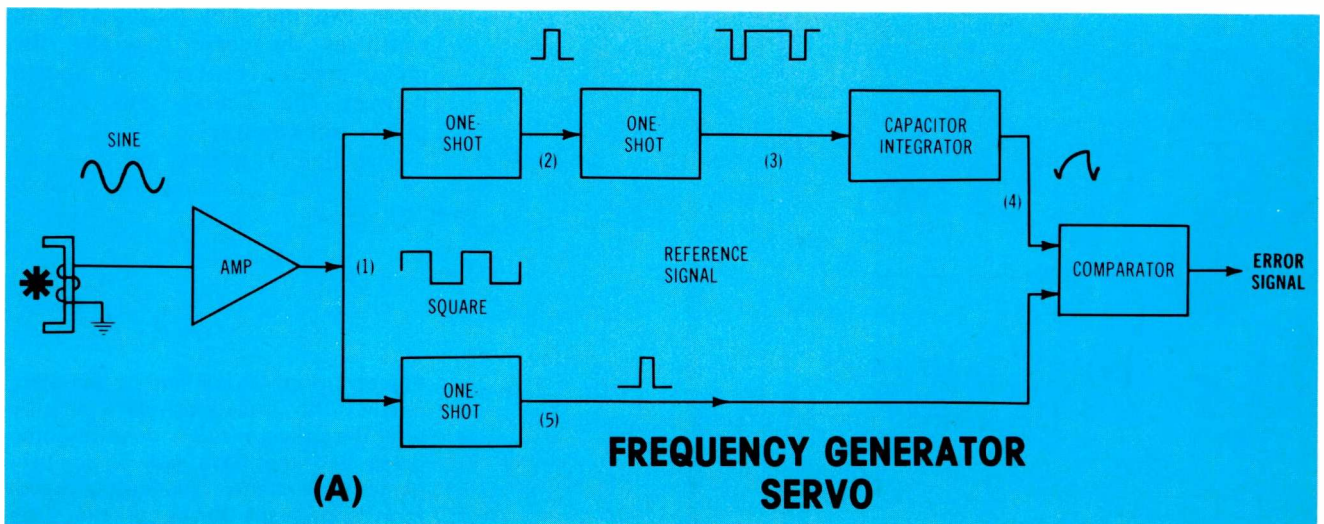 SINE
AMP
(1)
SQUARE
ONE-
SHOT
(2)
ONE
SHOT
(3)
CAPACITOR
INTEGRATOR
(4)
REFERENCE
SIGNAL
COMPARATOR
ERROR
SIGNAL
ONE-
SHOT
(5)
FREQUENCY GENERATOR
SERVO
(A)